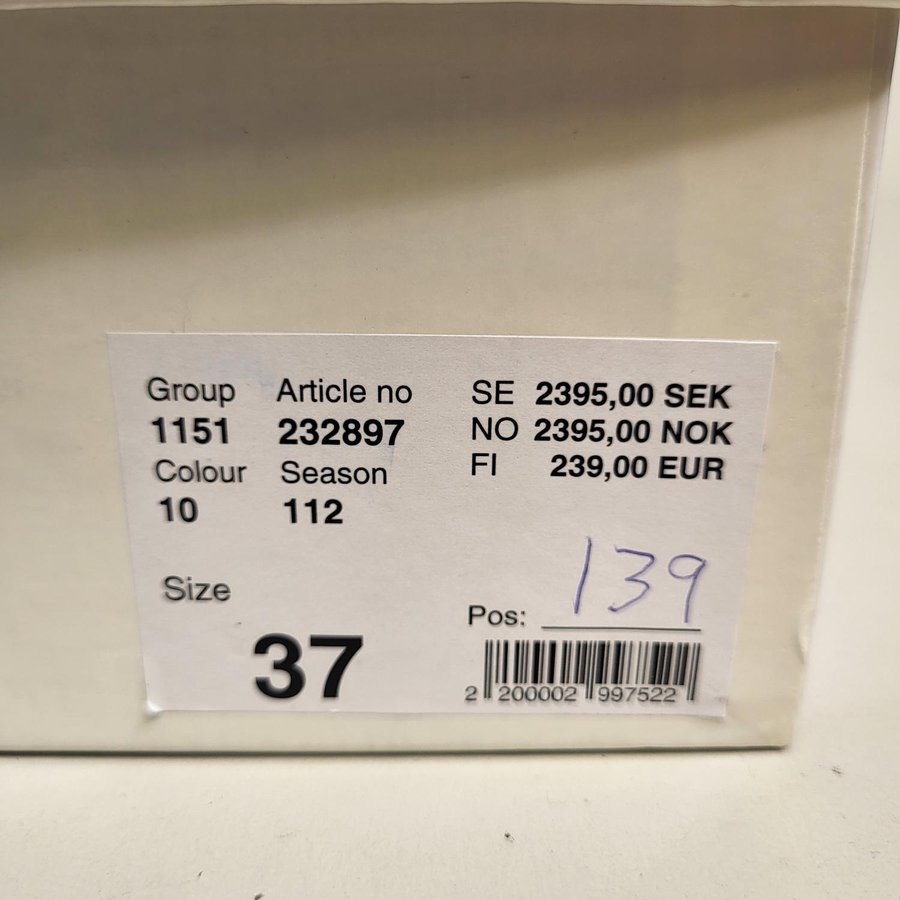 Group Article no
1151 232897
Colour Season
10 112
Size
37
SE 2395,00 SEK
NO 2395,00 NOK
FI 239,00 EUR
Pos: 139
2 200002 997522